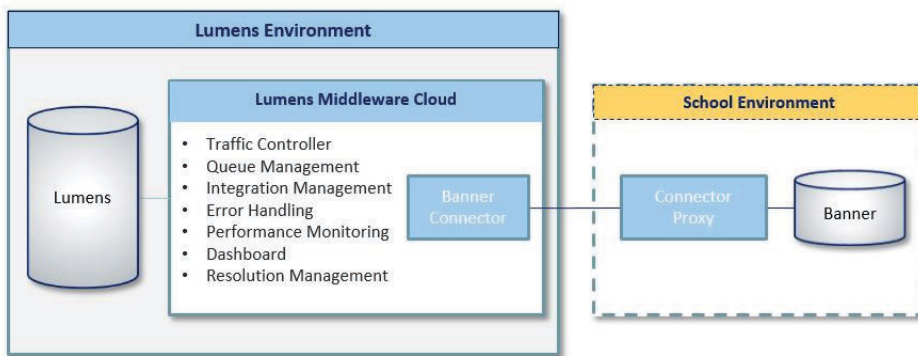 Lumens Environment
Lumens
Lumens Middleware Cloud
• Traffic Controller
• Queue Management
• Integration Management
• Error Handling
• Performance Monitoring
• Dashboard
• Resolution Management
Banner
Connector
School Environment
Connector
Proxy
Banner